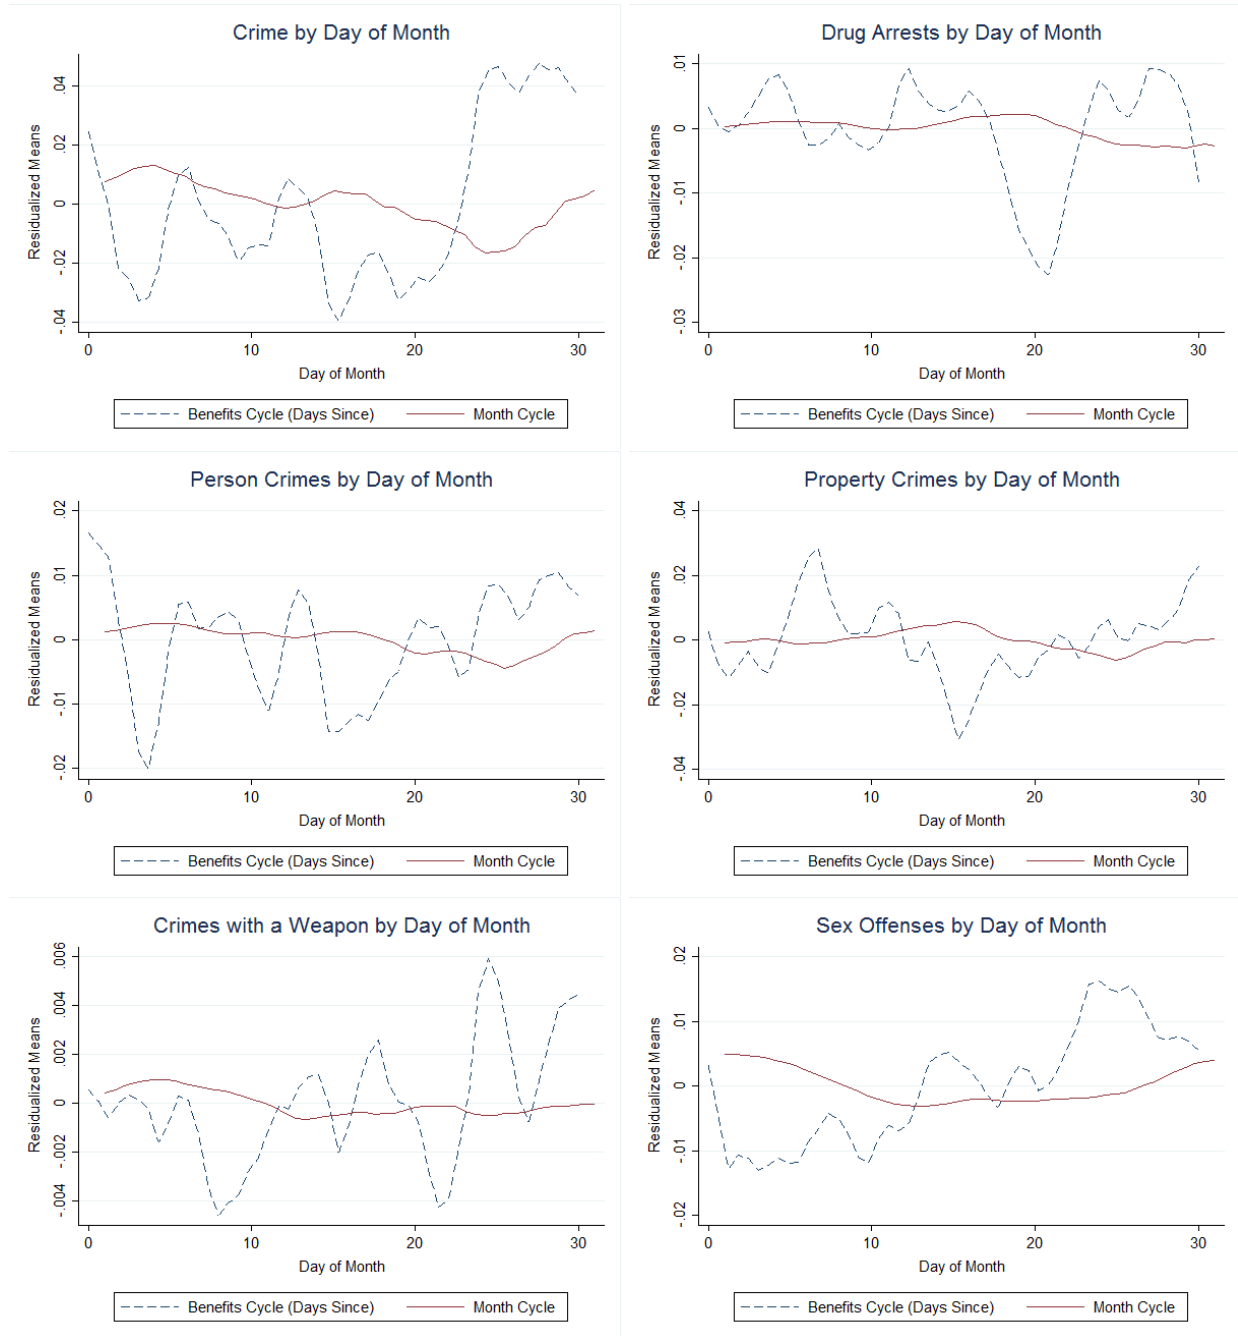 Crime by Day of Month
Residualized Means
.04
.02
0
-.02
-.04
0 10 20 30
Day of Month
Benefits Cycle (Days Since) Month Cycle
Drug Arrests by Day of Month
Residualized Means
.01
0
-.01
-.02
-.03
0 10 20 30
Day of Month
Benefits Cycle (Days Since) Month Cycle
Person Crimes by Day of Month
Residualized Means
.02
.01
0
-.01
-.02
0 10 20 30
Day of Month
Benefits Cycle (Days Since) Month Cycle
Property Crimes by Day of Month
Residualized Means
.04
.02
0
-.02
-.04
0 10 20 30
Day of Month
Benefits Cycle (Days Since) Month Cycle
Crimes with a Weapon by Day of Month
Residualized Means
.006
.004
.002
0
-.002
-.004
0 10 20 30
Day of Month
Benefits Cycle (Days Since) Month Cycle
Sex Offenses by Day of Month
Residualized Means
.02
.01
0
-.01
-.02
0 10 20 30
Day of Month
Benefits Cycle (Days Since) Month Cycle